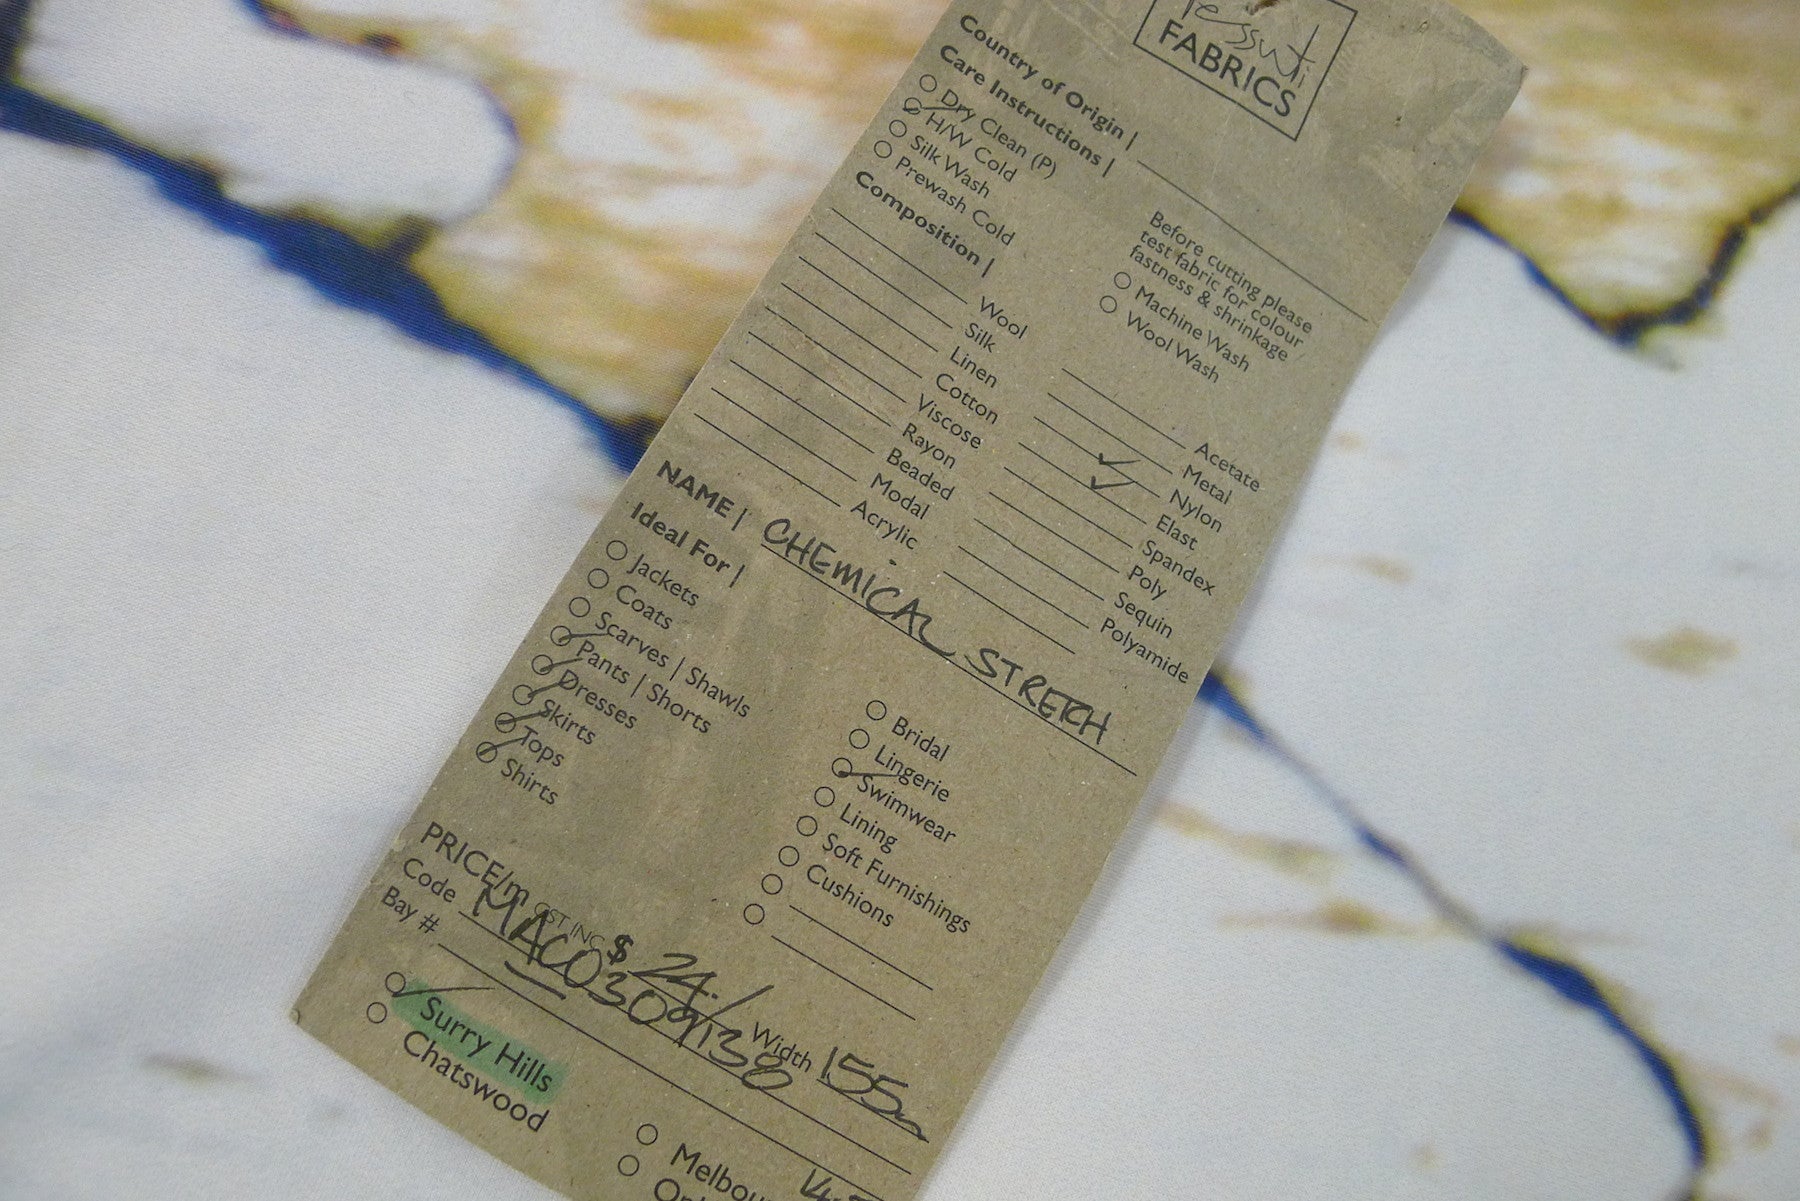 Tessuti
FABRICS
Country of Origin |
Care Instructions |
Dry Clean (P)
H/W Cold
Silk Wash
Prewash Cold
Before cutting please
test fabric for colour
fastness & shrinkage
Machine Wash
Wool Wash
Composition |
Wool
Silk
Linen
Cotton
Viscose
Rayon
Beaded
Modal
Acrylic
Acetate
Metal
Nylon
Elast
Spandex
Poly
Sequin
Polyamide
NAME | CHEMICAL STRETCH
Ideal For |
Jackets
Coats
Scarves | Shawls
Pants | Shorts
Dresses
Skirts
Tops
Shirts
Bridal
Lingerie
Swimwear
Lining
Soft Furnishings
Cushions
PRICE/m GST INC $ 24./ Width 155
Code MAC0309138
Bay #
Surry Hills
Chatswood